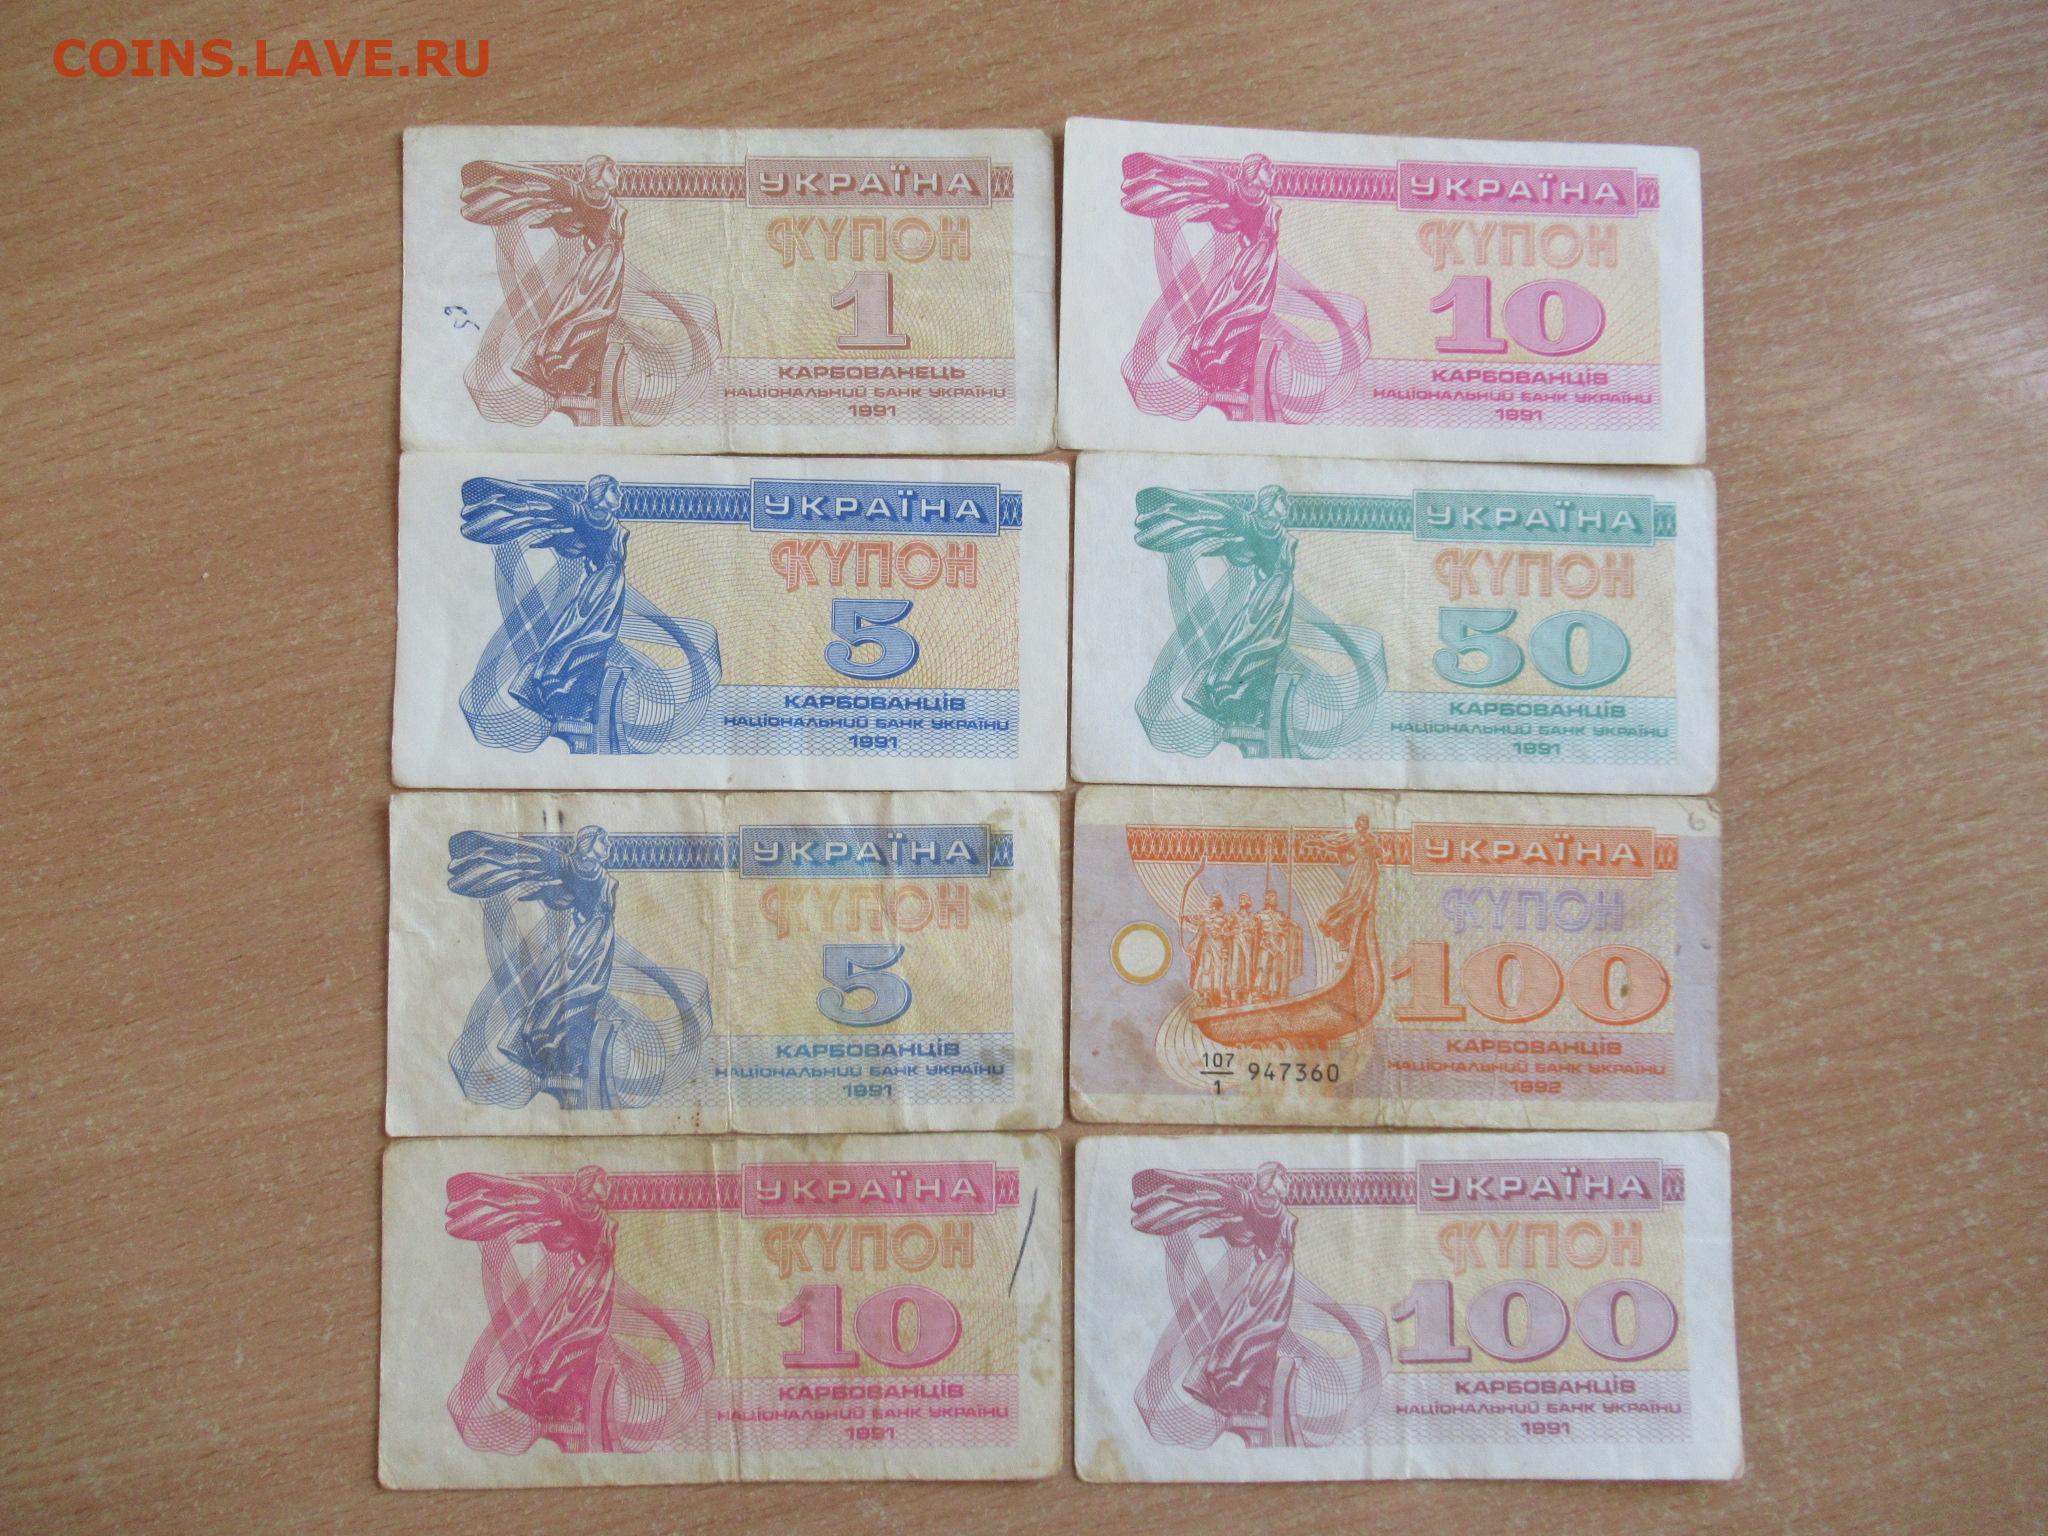 COINS.LAVE.RU
УКРАЇНА
КУПОН
1
КАРБОВАНЕЦЬ
НАЦІОНАЛЬНИЙ БАНК УКРАЇНИ
1991
УКРАЇНА
КУПОН
10
КАРБОВАНЦІВ
НАЦІОНАЛЬНИЙ БАНК УКРАЇНИ
1991
УКРАЇНА
КУПОН
5
КАРБОВАНЦІВ
НАЦІОНАЛЬНИЙ БАНК УКРАЇНИ
1991
УКРАЇНА
КУПОН
50
КАРБОВАНЦІВ
НАЦІОНАЛЬНИЙ БАНК УКРАЇНИ
1991
УКРАЇНА
КУПОН
5
КАРБОВАНЦІВ
НАЦІОНАЛЬНИЙ БАНК УКРАЇНИ
1991
6
УКРАЇНА
КУПОН
100
КАРБОВАНЦІВ
НАЦІОНАЛЬНИЙ БАНК УКРАЇНИ
1992
107/1 947360
УКРАЇНА
КУПОН
10
КАРБОВАНЦІВ
НАЦІОНАЛЬНИЙ БАНК УКРАЇНИ
1991
УКРАЇНА
КУПОН
100
КАРБОВАНЦІВ
НАЦІОНАЛЬНИЙ БАНК УКРАЇНИ
1991